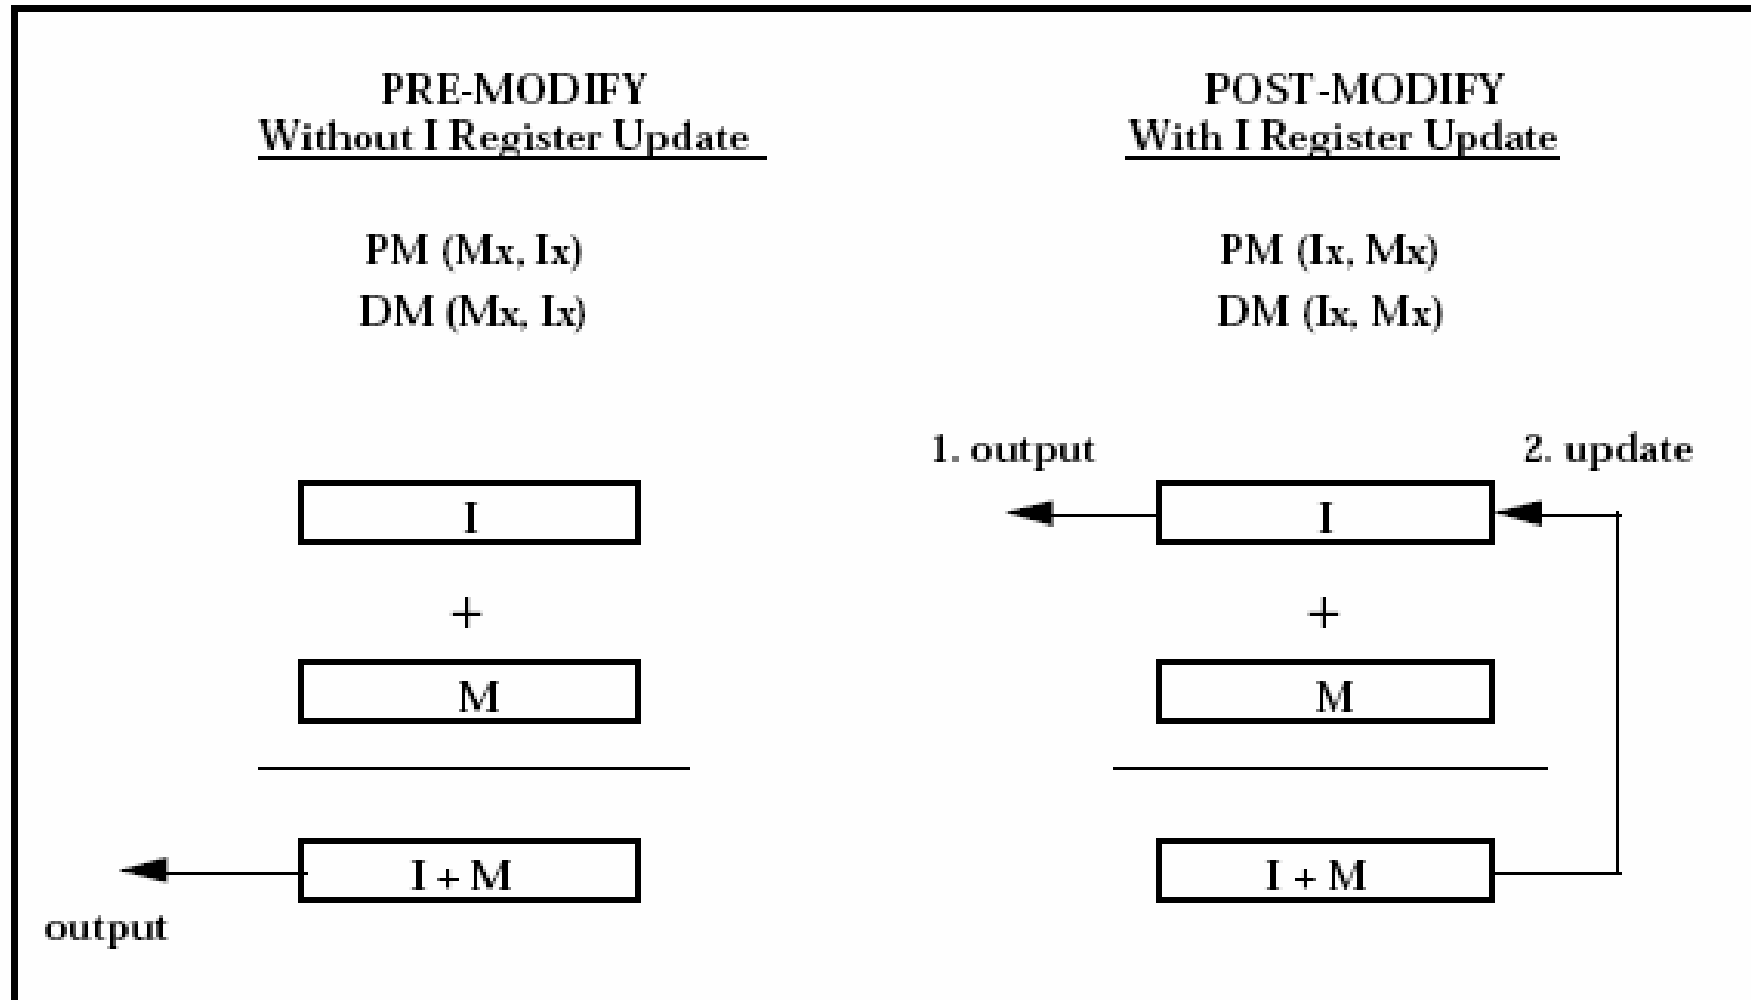 PRE-MODIFY
Without I Register Update
PM (Mx, Ix)
DM (Mx, Ix)
I
+
M
I + M
output
POST-MODIFY
With I Register Update
PM (Ix, Mx)
DM (Ix, Mx)
1. output
2. update
I
+
M
I + M